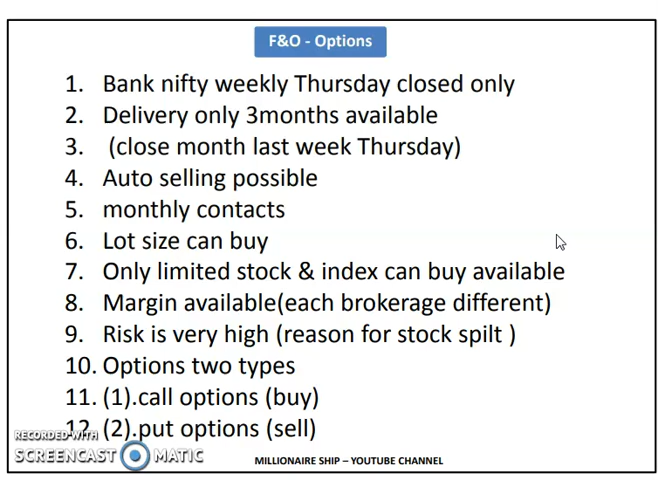 F&O - Options
1. Bank nifty weekly Thursday closed only
2. Delivery only 3months available
3. (close month last week Thursday)
4. Auto selling possible
5. monthly contacts
6. Lot size can buy
7. Only limited stock & index can buy available
8. Margin available(each brokerage different)
9. Risk is very high (reason for stock spilt )
10. Options two types
11. (1).call options (buy)
12. (2).put options (sell)
RECORDED WITH
SCREENCAST MATIC
MILLIONAIRE SHIP – YOUTUBE CHANNEL